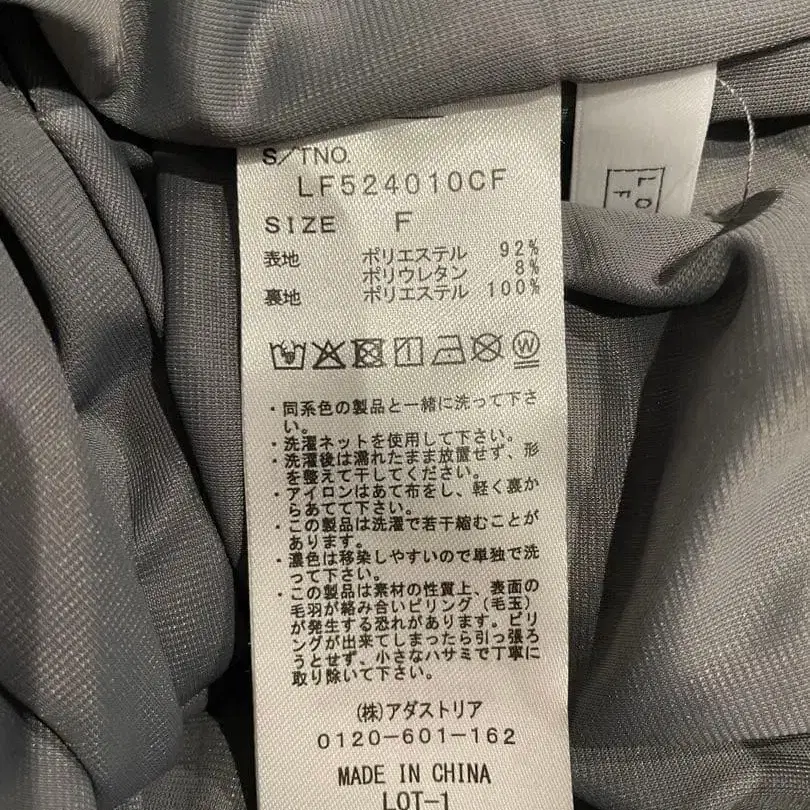 S/TNO.
LF524010CF
SIZE F
表地 ポリエステル 92%
ポリウレタン 8%
裏地 ポリエステル 100%
W
・同系色の製品と一緒に洗って下さ
い。
・洗濯ネットを使用して下さい。
・洗濯後は濡れたまま放置せず、形
を整えて干してください。
・アイロンはあて布をし、軽く裏か
らあてて下さい。
・この製品は洗濯で若干縮むことが
あります。
・濃色は移染しやすいので単独で洗
って下さい。
・この製品は素材の性質上、表面の
毛羽が絡み合いピリング（毛玉）
が発生する恐れがあります。ピリ
ングが出来てしまったら引っ張ろ
うとせず、小さなハサミで丁寧に
取り除いて下さい。
(株)アダストリア
0120-601-162
MADE IN CHINA
LOT-1